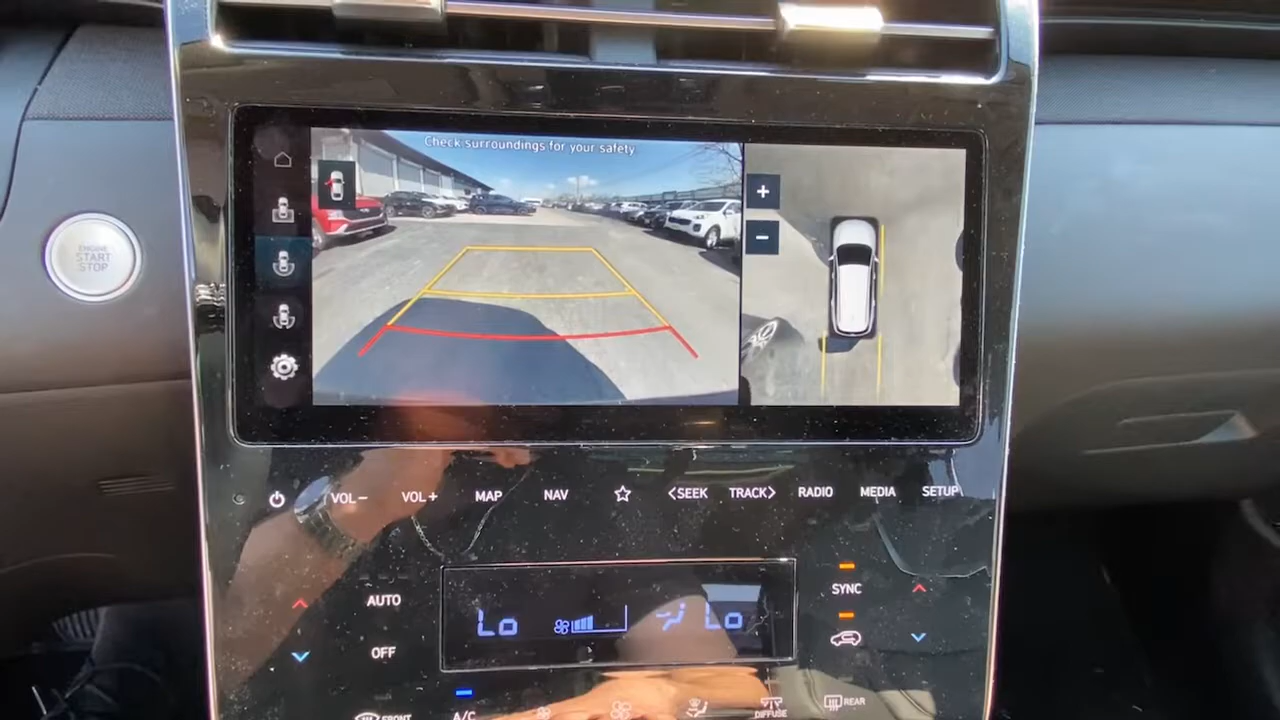 Check surroundings for your safety.
+
−
ENGINE
START
STOP
VOL− VOL+ MAP NAV <SEEK TRACK> RADIO MEDIA SETUP
AUTO
SYNC
Lo Lo
OFF
FRONT A/C DIFFUSE REAR